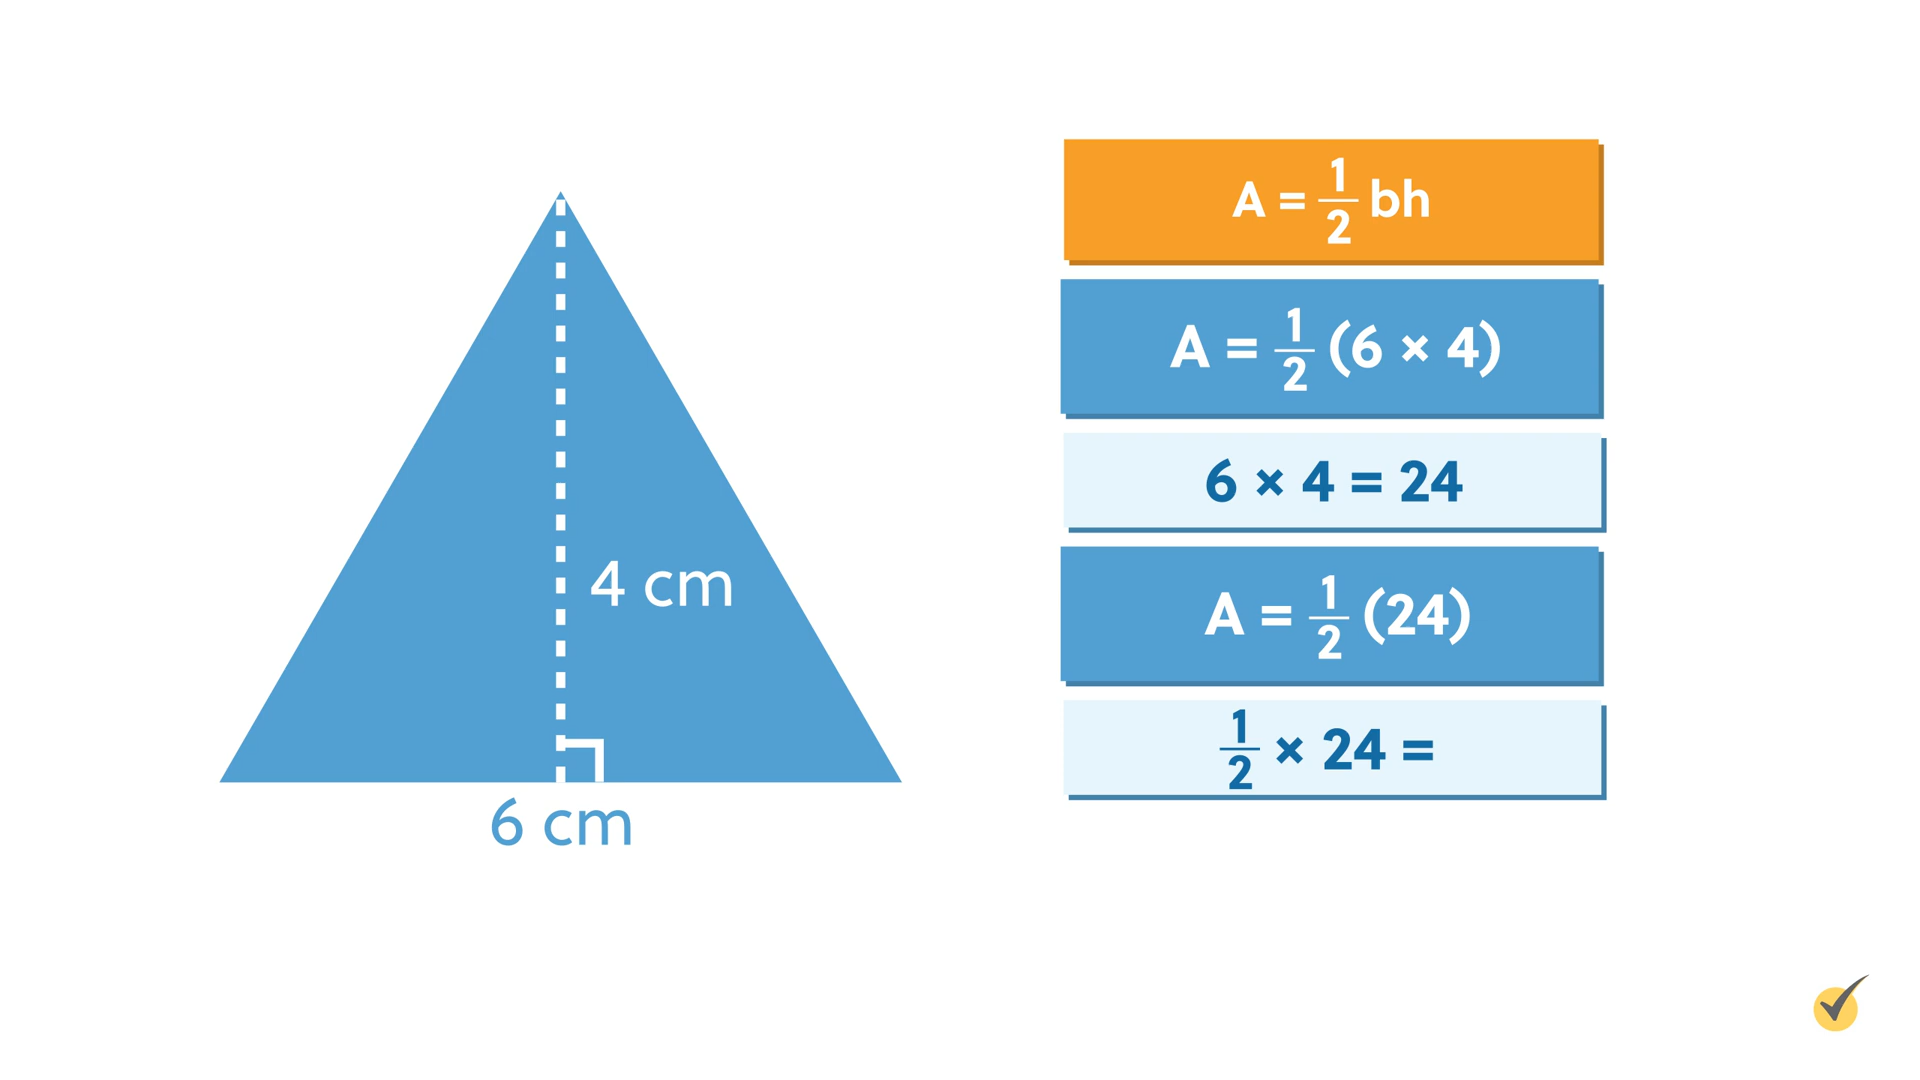 4 cm
6 cm
A = 1/2 bh
A = 1/2 (6 × 4)
6 × 4 = 24
A = 1/2 (24)
1/2 × 24 =